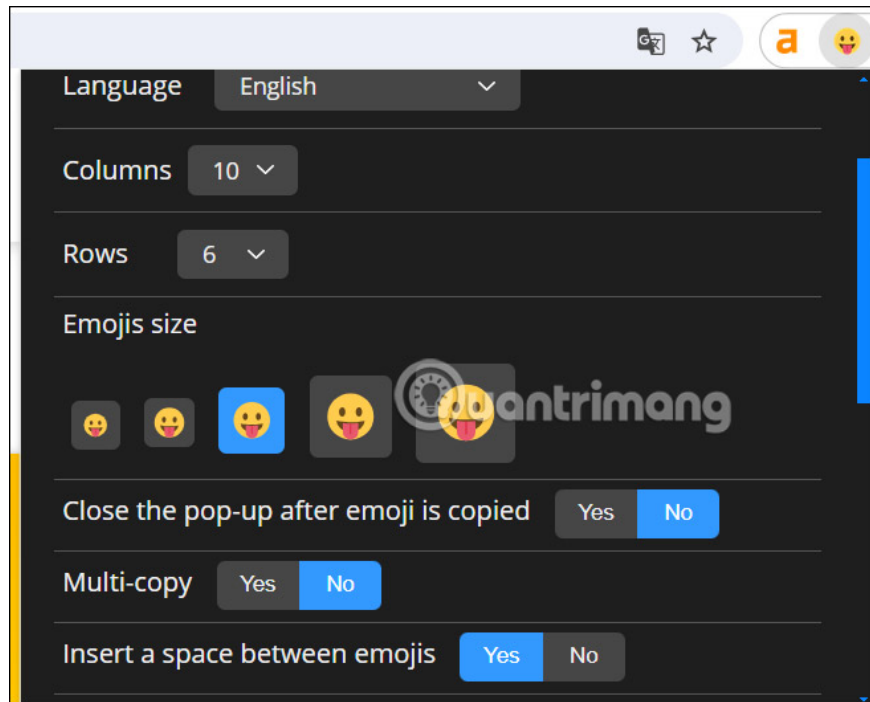 Language English
Columns 10
Rows 6
Emojis size
uantrimang
Close the pop-up after emoji is copied Yes No
Multi-copy Yes No
Insert a space between emojis Yes No